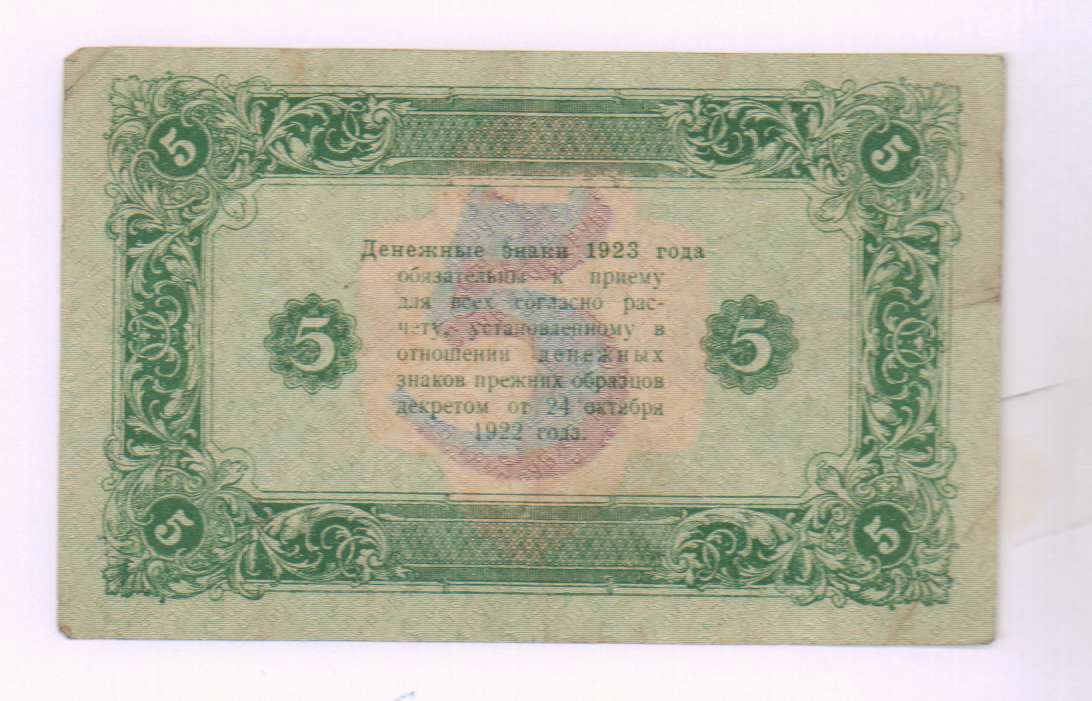 5 5
Денежные знаки 1923 года
обязательны к приему
для всех согласно рас-
чету, установленному в
отношении денежных
знаков прежних образцов
декретом от 24 октября
1922 года.
5 5 5
5 5